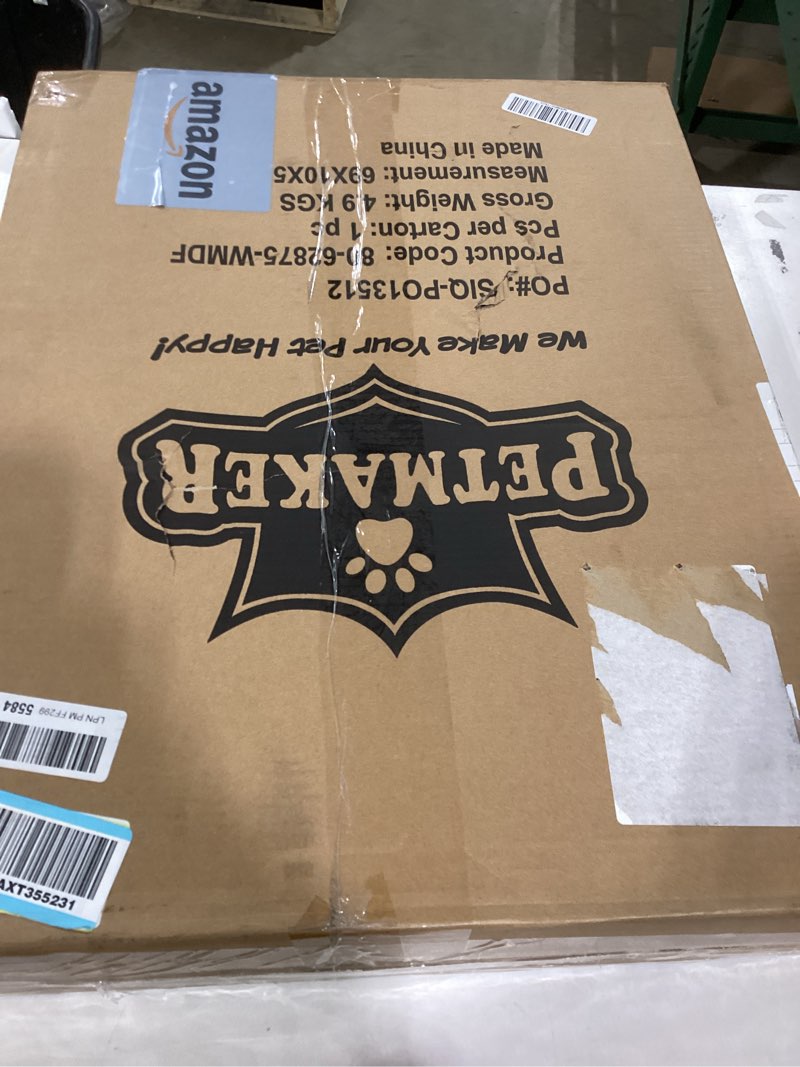 PETMAKER
We Make Your Pet Happy!
PO#: SIQ-PO13512
Product Code: 80-62875-WMDF
Pcs per Carton: 1 pc
Gross Weight: 4.9 KGS
Measurement: 69X10X5
Made in China
amazon
LPN PM FF299 5584
AXT355231